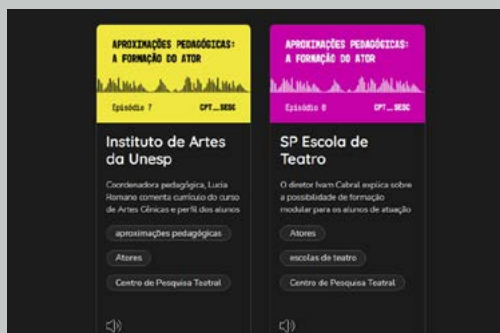 APROXIMAÇÕES PEDAGÓGICAS:
A FORMAÇÃO DO ATOR
Episódio 7
CPT_SESC
Instituto de Artes
da Unesp
Coordenadora pedagógica, Lucia
Romano comenta currículo do curso
de Artes Cênicas e perfil dos alunos
aproximações pedagógicas
Atores
Centro de Pesquisa Teatral
APROXIMAÇÕES PEDAGÓGICAS:
A FORMAÇÃO DO ATOR
Episódio 8
CPT_SESC
SP Escola de
Teatro
O diretor Ivam Cabral explica sobre
a possibilidade de formação
modular para os alunos de atuação
Atores
escolas de teatro
Centro de Pesquisa Teatral